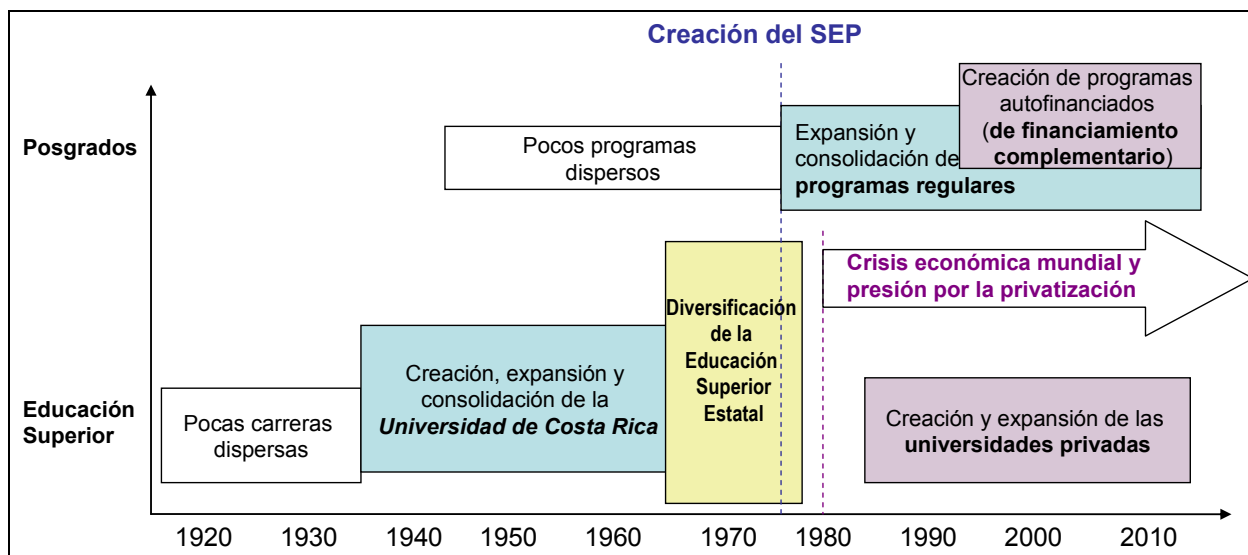 Creación del SEP
Posgrados
Pocos programas
dispersos
Expansión y
consolidación de
programas regulares
Creación de programas
autofinanciados
(de financiamiento
complementario)
Crisis económica mundial y
presión por la privatización
Educación
Superior
Pocas carreras
dispersas
Creación, expansión y
consolidación de la
Universidad de Costa Rica
Diversificación
de la
Educación
Superior
Estatal
Creación y expansión de las
universidades privadas
1920 1930 1940 1950 1960 1970 1980 1990 2000 2010